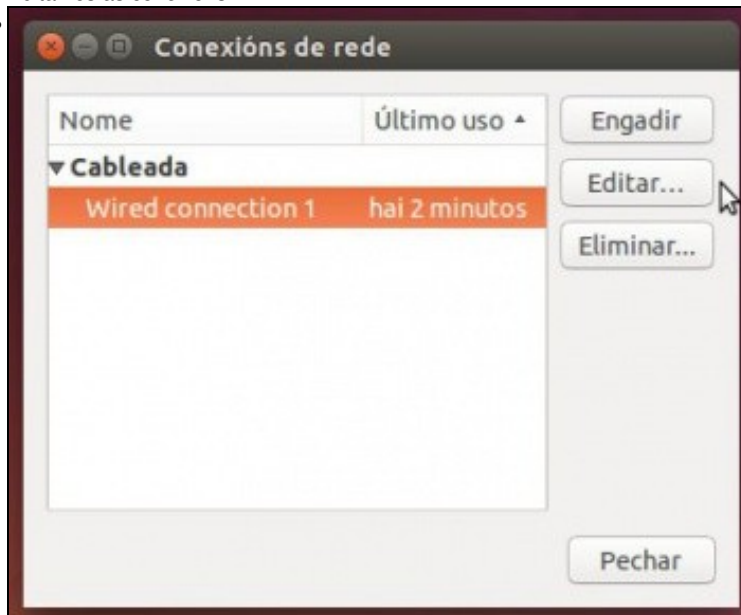 Conexións de rede
Nome Último uso Engadir
Cableada
Editar...
Wired connection 1 hai 2 minutos
Eliminar...
Pechar